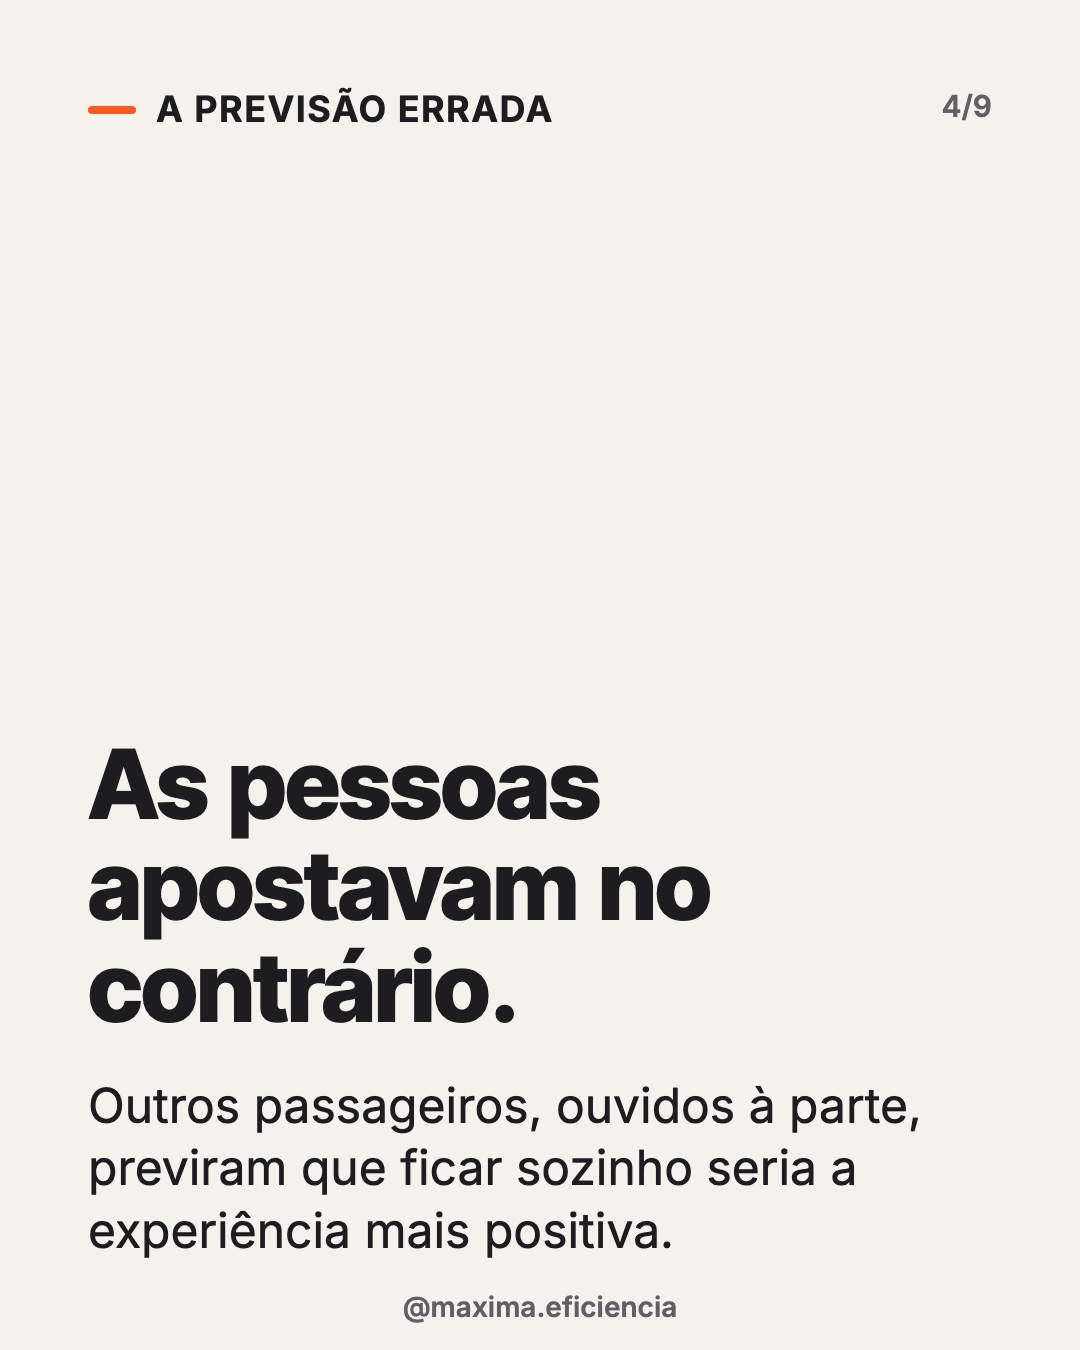 A PREVISÃO ERRADA
4/9
As pessoas
apostavam no
contrário.
Outros passageiros, ouvidos à parte,
previram que ficar sozinho seria a
experiência mais positiva.
@maxima.eficiencia